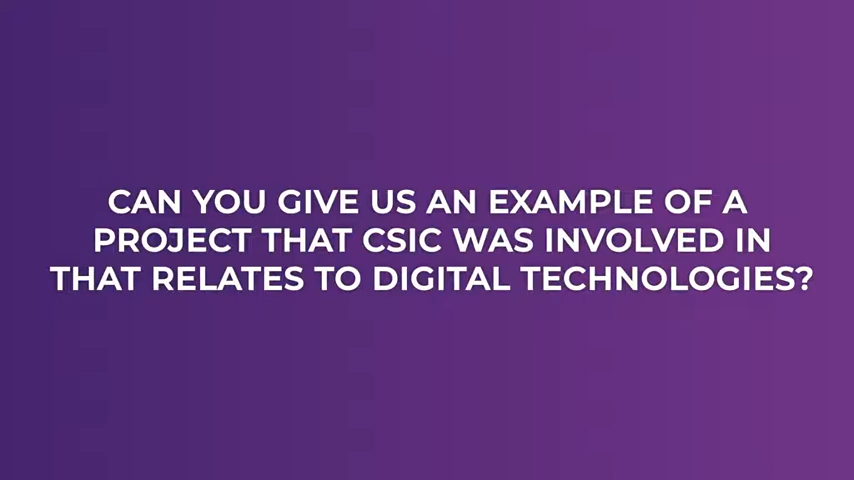 CAN YOU GIVE US AN EXAMPLE OF A
PROJECT THAT CSIC WAS INVOLVED IN
THAT RELATES TO DIGITAL TECHNOLOGIES?